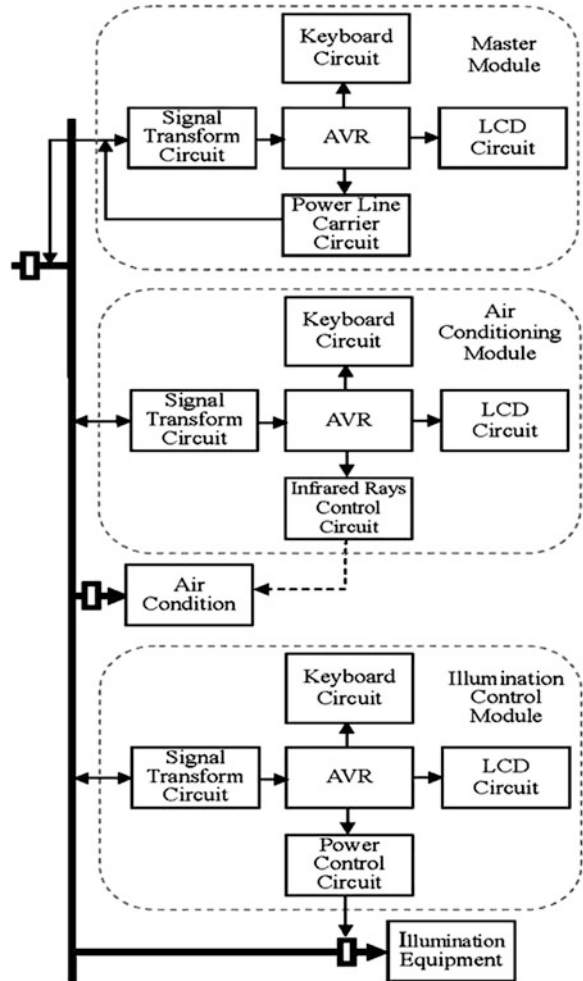 Keyboard
Circuit
Master
Module
Signal
Transform
Circuit
AVR
LCD
Circuit
Power Line
Carrier
Circuit
Keyboard
Circuit
Air
Conditioning
Module
Signal
Transform
Circuit
AVR
LCD
Circuit
Infrared Rays
Control
Circuit
Air
Condition
Keyboard
Circuit
Illumination
Control
Module
Signal
Transform
Circuit
AVR
LCD
Circuit
Power
Control
Circuit
Illumination
Equipment